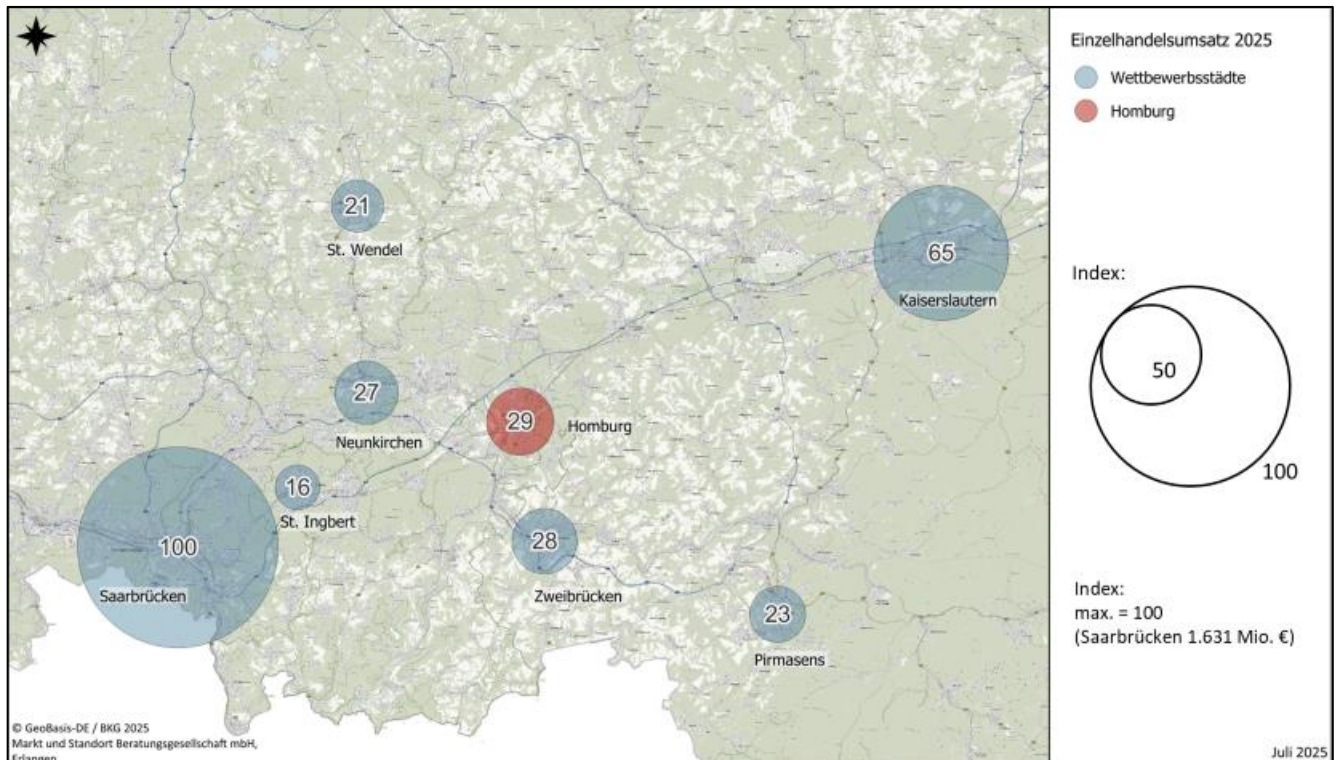 Einzelhandelsumsatz 2025
Wettbewerbsstädte
Homburg
21
St. Wendel
65
Kaiserslautern
27
Neunkirchen
29
Homburg
16
St. Ingbert
100
Saarbrücken
28
Zweibrücken
23
Pirmasens
Index:
50
100
Index:
max. = 100
(Saarbrücken 1.631 Mio. €)
© GeoBasis-DE / BKG 2025
Markt und Standort Beratungsgesellschaft mbH,
Erlangen
Juli 2025